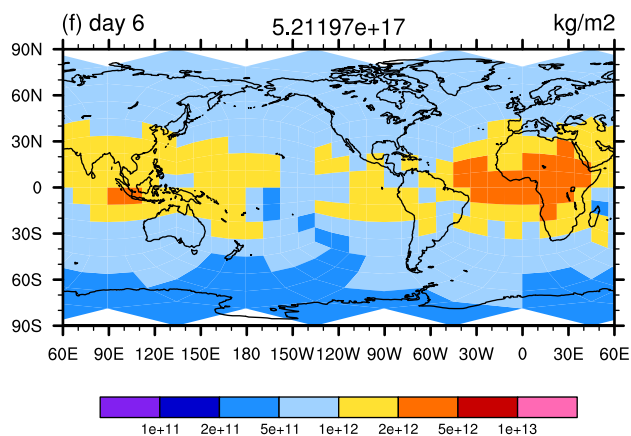 (f) day 6 5.21197e+17 kg/m2
90N
60N
30N
0
30S
60S
90S
60E 90E 120E 150E 180 150W 120W 90W 60W 30W 0 30E 60E
1e+11 2e+11 5e+11 1e+12 2e+12 5e+12 1e+13